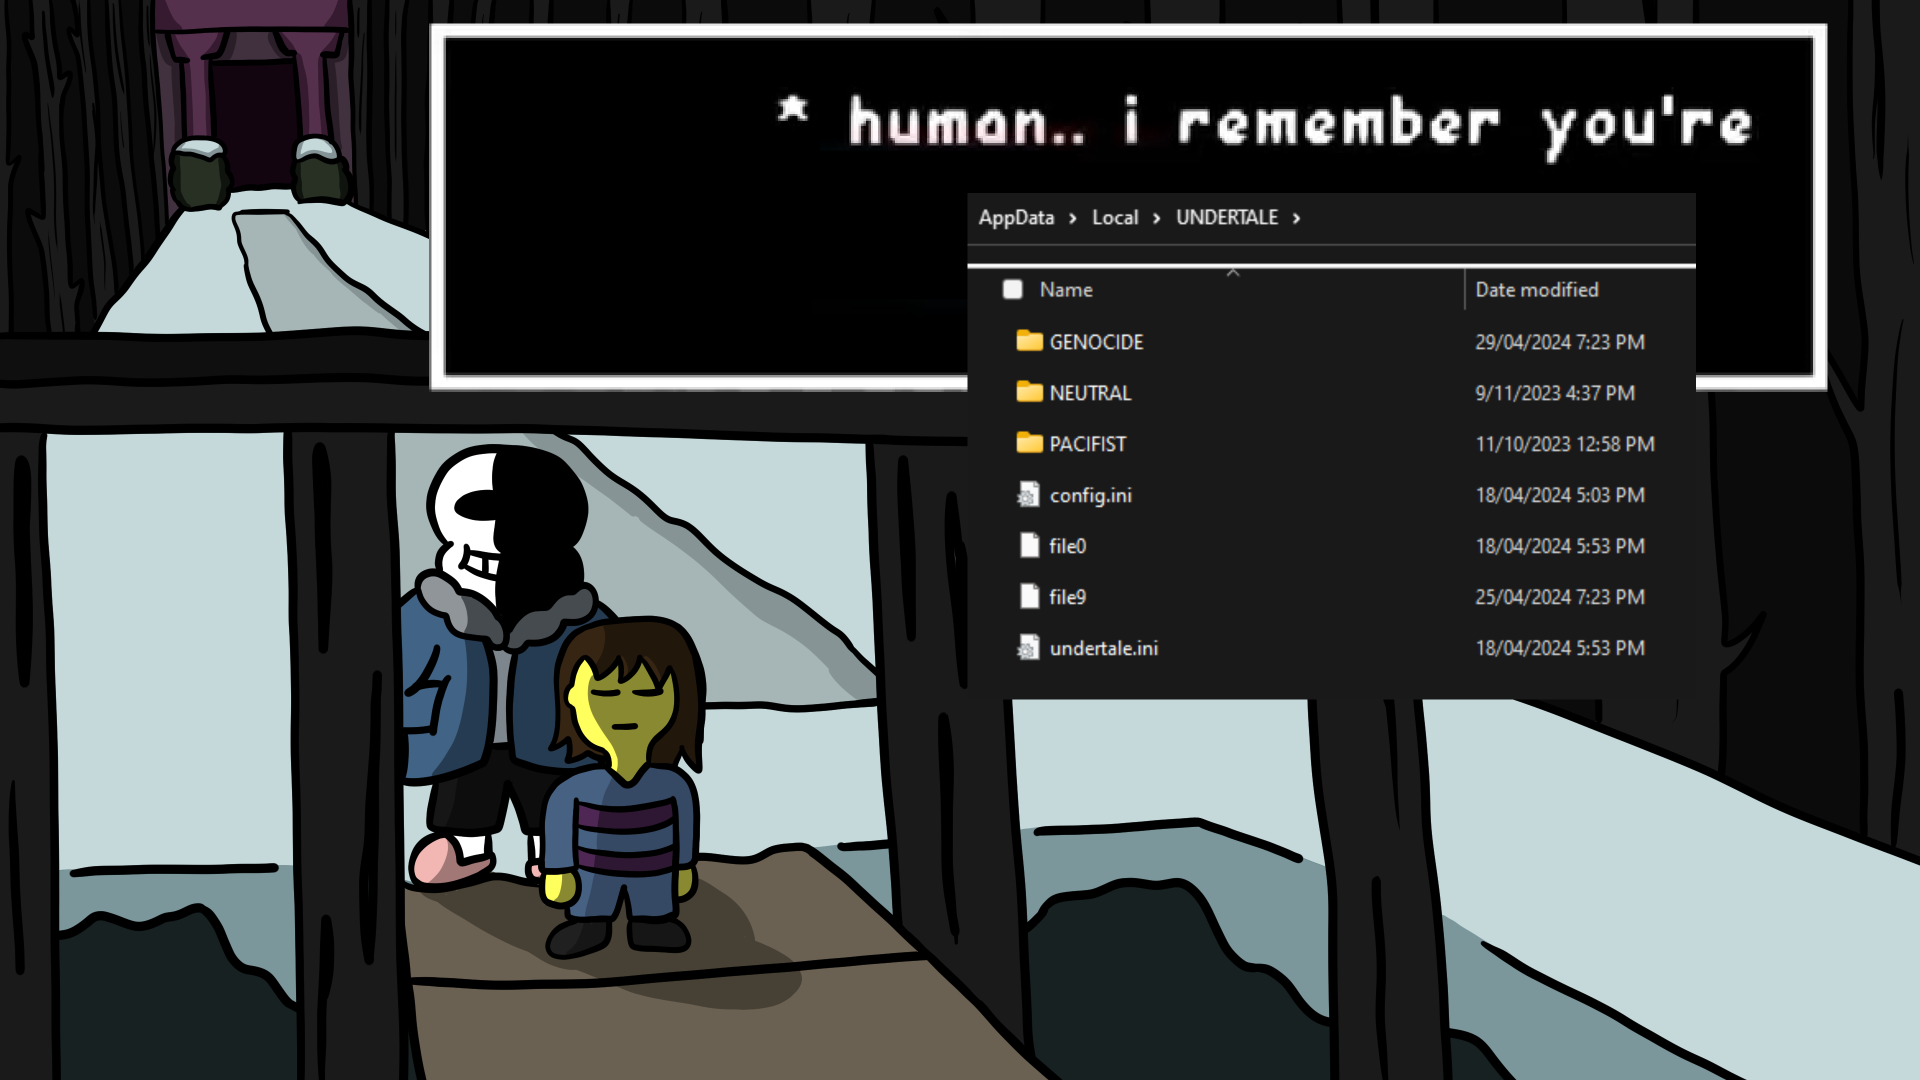 * human.. i remember you're
AppData > Local > UNDERTALE >
Name Date modified
GENOCIDE 29/04/2024 7:23 PM
NEUTRAL 9/11/2023 4:37 PM
PACIFIST 11/10/2023 12:58 PM
config.ini 18/04/2024 5:03 PM
file0 18/04/2024 5:53 PM
file9 25/04/2024 7:23 PM
undertale.ini 18/04/2024 5:53 PM